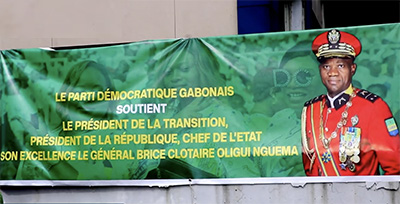 LE PARTI DÉMOCRATIQUE GABONAIS
SOUTIENT
LE PRÉSIDENT DE LA TRANSITION,
PRÉSIDENT DE LA RÉPUBLIQUE, CHEF DE L'ETAT
SON EXCELLENCE LE GÉNÉRAL BRICE CLOTAIRE OLIGUI NGUEMA